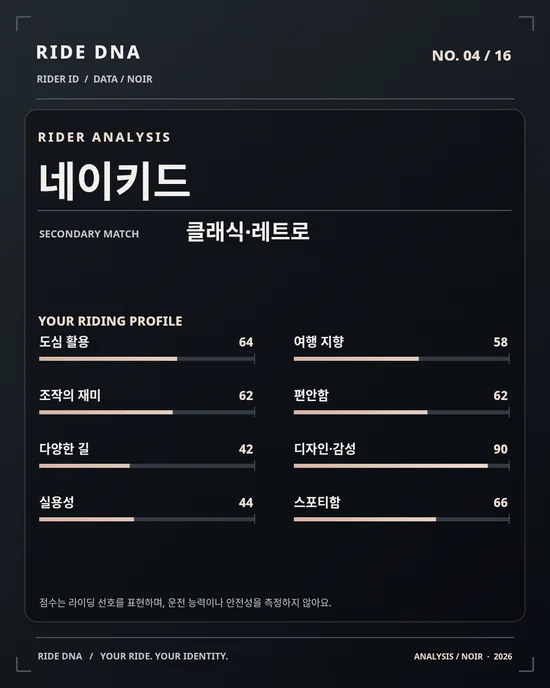 RIDE DNA
NO. 04 / 16
RIDER ID / DATA / NOIR
RIDER ANALYSIS
네이키드
SECONDARY MATCH 클래식·레트로
YOUR RIDING PROFILE
도심 활용 64
여행 지향 58
조작의 재미 62
편안함 62
다양한 길 42
디자인·감성 90
실용성 44
스포티함 66
점수는 라이딩 선호를 표현하며, 운전 능력이나 안전성을 측정하지 않아요.
RIDE DNA / YOUR RIDE. YOUR IDENTITY.
ANALYSIS / NOIR · 2026